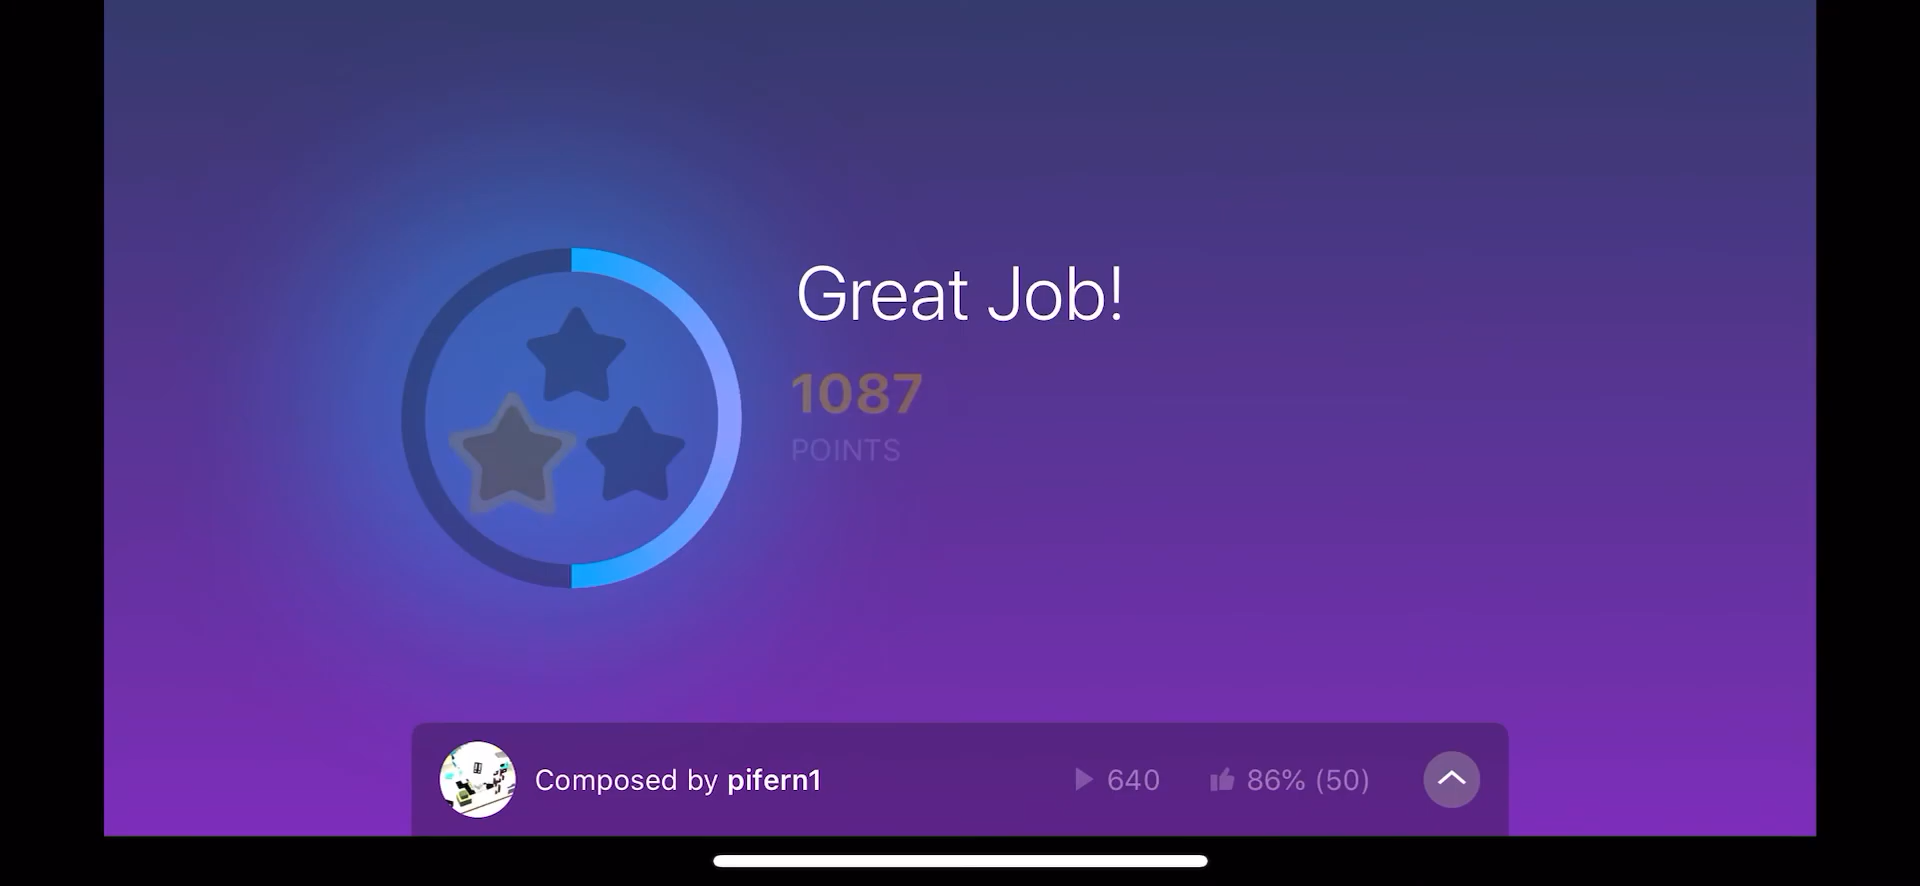 Great Job!
1087
POINTS
Composed by pifern1
640
86% (50)